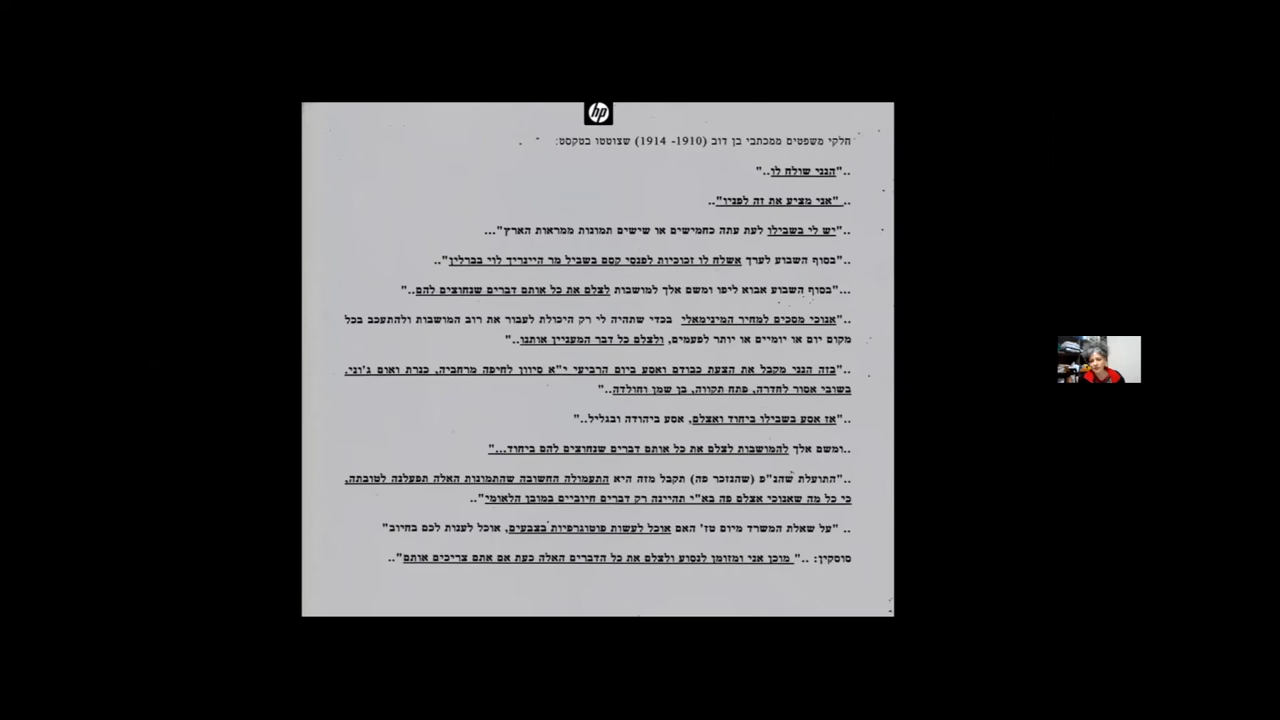 hp
חלקי משפטים ממכתבי בן דוב (1910- 1914) שצוטטו בטקסט:
.."הנני שולח לו.."
.. "אני מציע את זה לפניו"..
.."יש לי בשבילו לעת עתה כחמישים או שישים תמונות ממראות הארץ"...
.."בסוף השבוע לערך אשלח לו זכוכיות לפנסי קסם בשביל מר היינריך לוי בברלין"..
..."בסוף השבוע אבוא ליפו ומשם אלך למושבות לצלם את כל אותם דברים שנחוצים להם.."
.."אנוכי מסכים למחיר המינימאלי בכדי שתהיה לי רק היכולת לעבור את רוב המושבות ולהתעכב בכל
מקום יום או יומיים או יותר לפעמים, ולצלם כל דבר המעניין אותנו.."
.."בזה הנני מקבל את הצעת כבודם ואסע ביום הרביעי י"א סיוון לחיפה מרחביה, כנרת ואום ג'וני.
בשובי אסור לחדרה, פתח תקווה, בן שמן וחולדה.."
.."אז אסע בשבילו ביחוד ואצלם, אסע ביהודה ובגליל.."
..ומשם אלך להמושבות לצלם את כל אותם דברים שנחוצים להם ביחוד..."
.."התועלת שהנ"פ (שהנזכר פה) תקבל מזה היא התעמולה החשובה שהתמונות האלה תפעלנה לטובתה,
כי כל מה שאנוכי אצלם פה בא"י תהיינה רק דברים חיוביים במובן הלאומי"..
.. "על שאלת המשרד מיום טז' האם אוכל לעשות פוטוגרפיות בצבעים, אוכל לענות לכם בחיוב"
סוסקין: .." מוכן אני ומזומן לנסוע ולצלם את כל הדברים האלה כעת אם אתם צריכים אותם"..